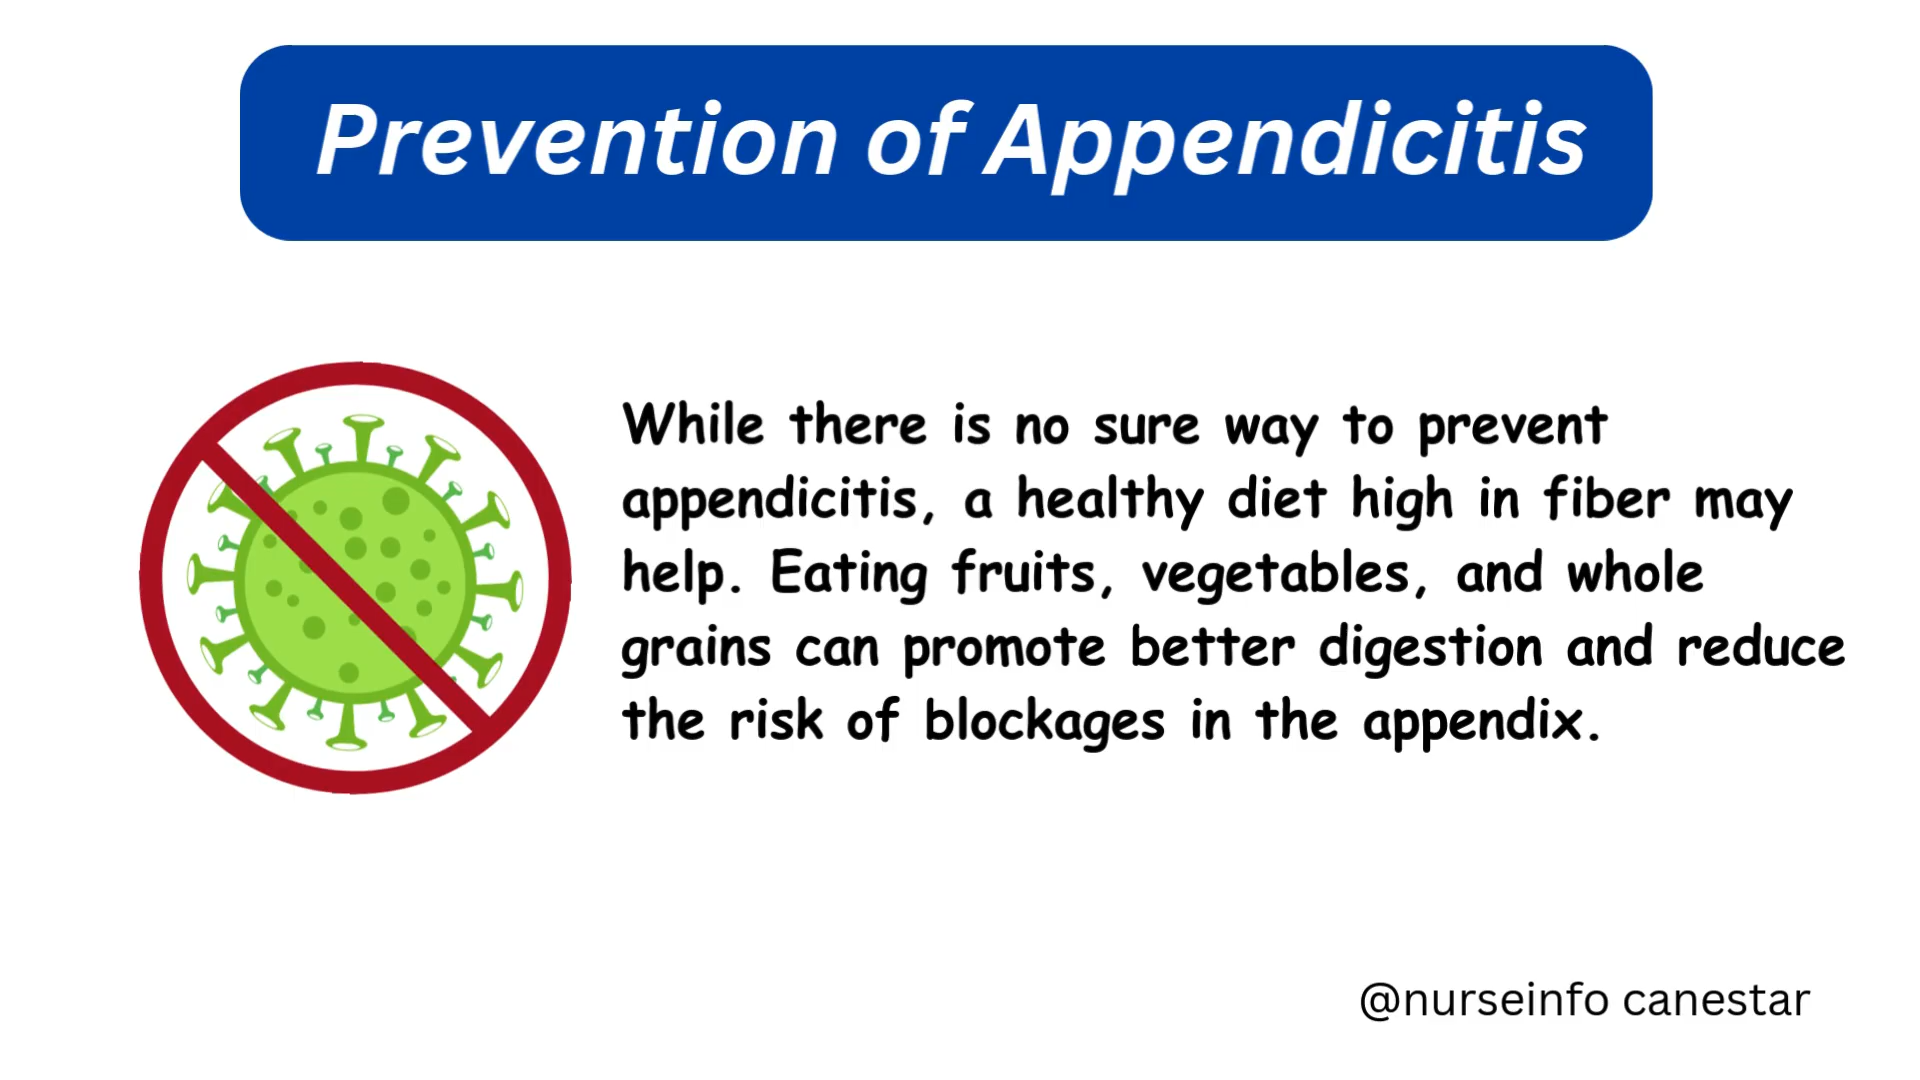 Prevention of Appendicitis
While there is no sure way to prevent
appendicitis, a healthy diet high in fiber may
help. Eating fruits, vegetables, and whole
grains can promote better digestion and reduce
the risk of blockages in the appendix.
@nurseinfo canestar